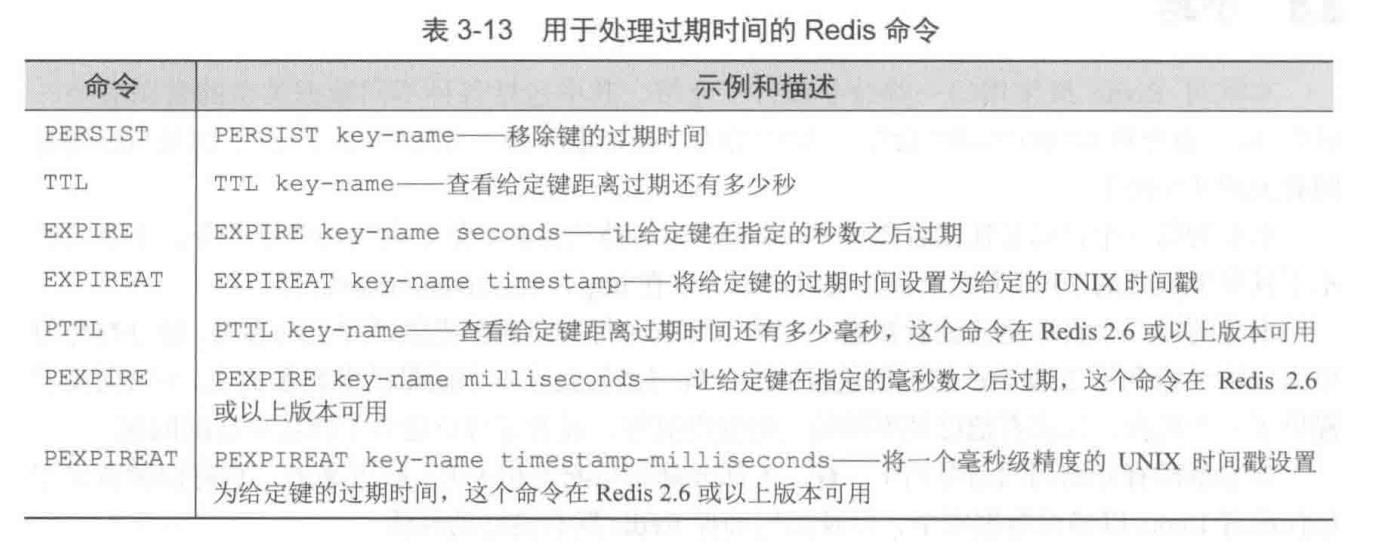 表 3-13 用于处理过期时间的 Redis 命令
命令 示例和描述
PERSIST PERSIST key-name——移除键的过期时间
TTL TTL key-name——查看给定键距离过期还有多少秒
EXPIRE EXPIRE key-name seconds——让给定键在指定的秒数之后过期
EXPIREAT EXPIREAT key-name timestamp——将给定键的过期时间设置为给定的 UNIX 时间戳
PTTL PTTL key-name——查看给定键距离过期时间还有多少毫秒，这个命令在 Redis 2.6 或以上版本可用
PEXPIRE PEXPIRE key-name milliseconds——让给定键在指定的毫秒数之后过期，这个命令在 Redis 2.6
或以上版本可用
PEXPIREAT PEXPIREAT key-name timestamp-milliseconds——将一个毫秒级精度的 UNIX 时间戳设置
为给定键的过期时间，这个命令在 Redis 2.6 或以上版本可用